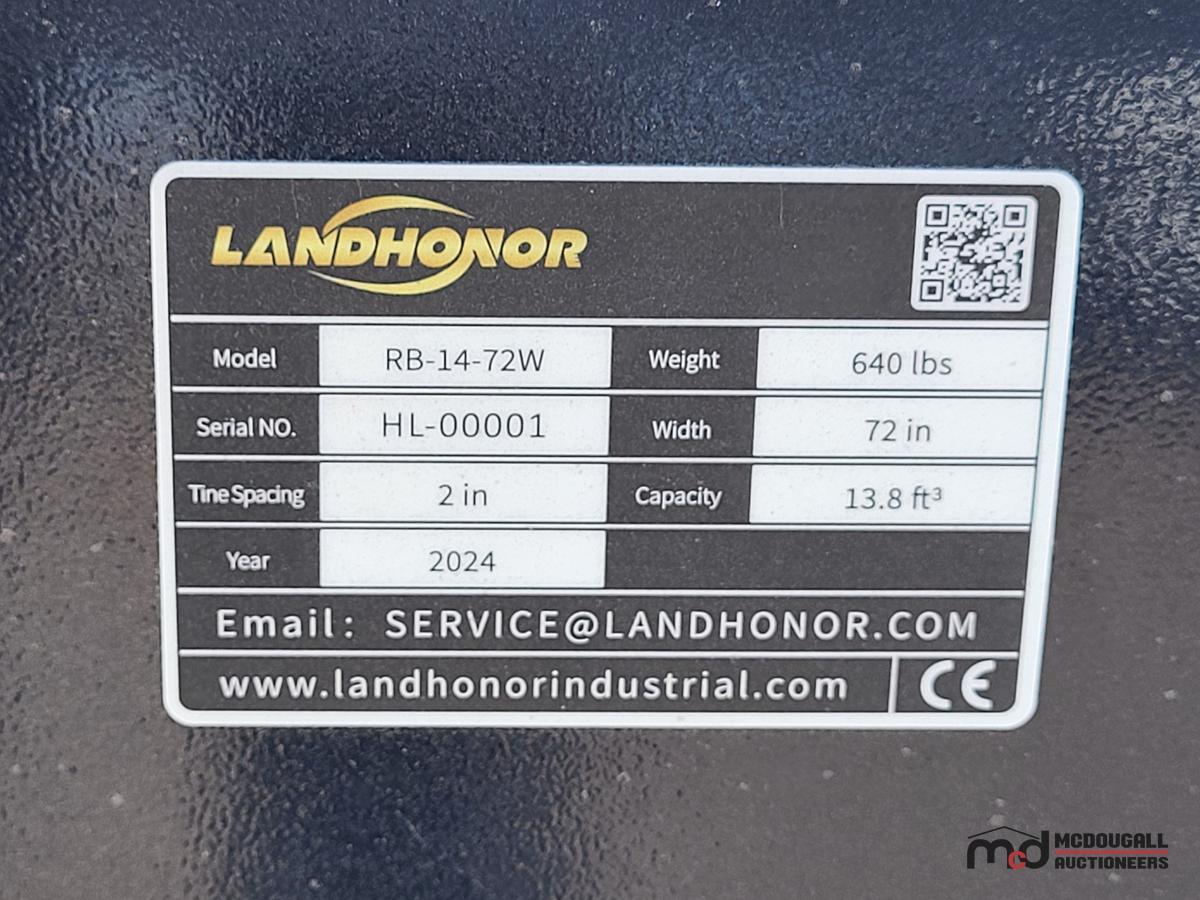 LANDHONOR
Model RB-14-72W Weight 640 lbs
Serial NO. HL-00001 Width 72 in
Tine Spacing 2 in Capacity 13.8 ft³
Year 2024
Email: SERVICE@LANDHONOR.COM
www.landhonorindustrial.com CE
mcd MCDOUGALL
AUCTIONEERS